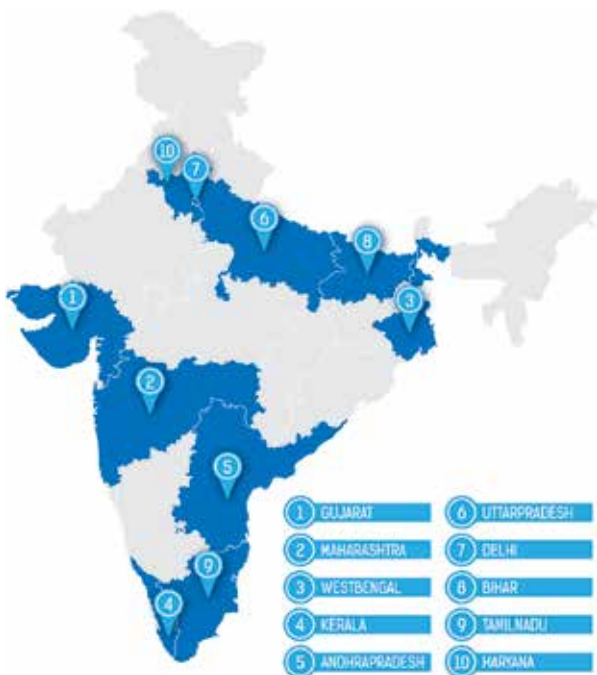 10
7
6
8
1
3
2
5
9
4
1 GUJARAT
2 MAHARASHTRA
3 WESTBENGAL
4 KERALA
5 ANDHRAPRADESH
6 UTTARPRADESH
7 DELHI
8 BIHAR
9 TAMILNADU
10 HARYANA